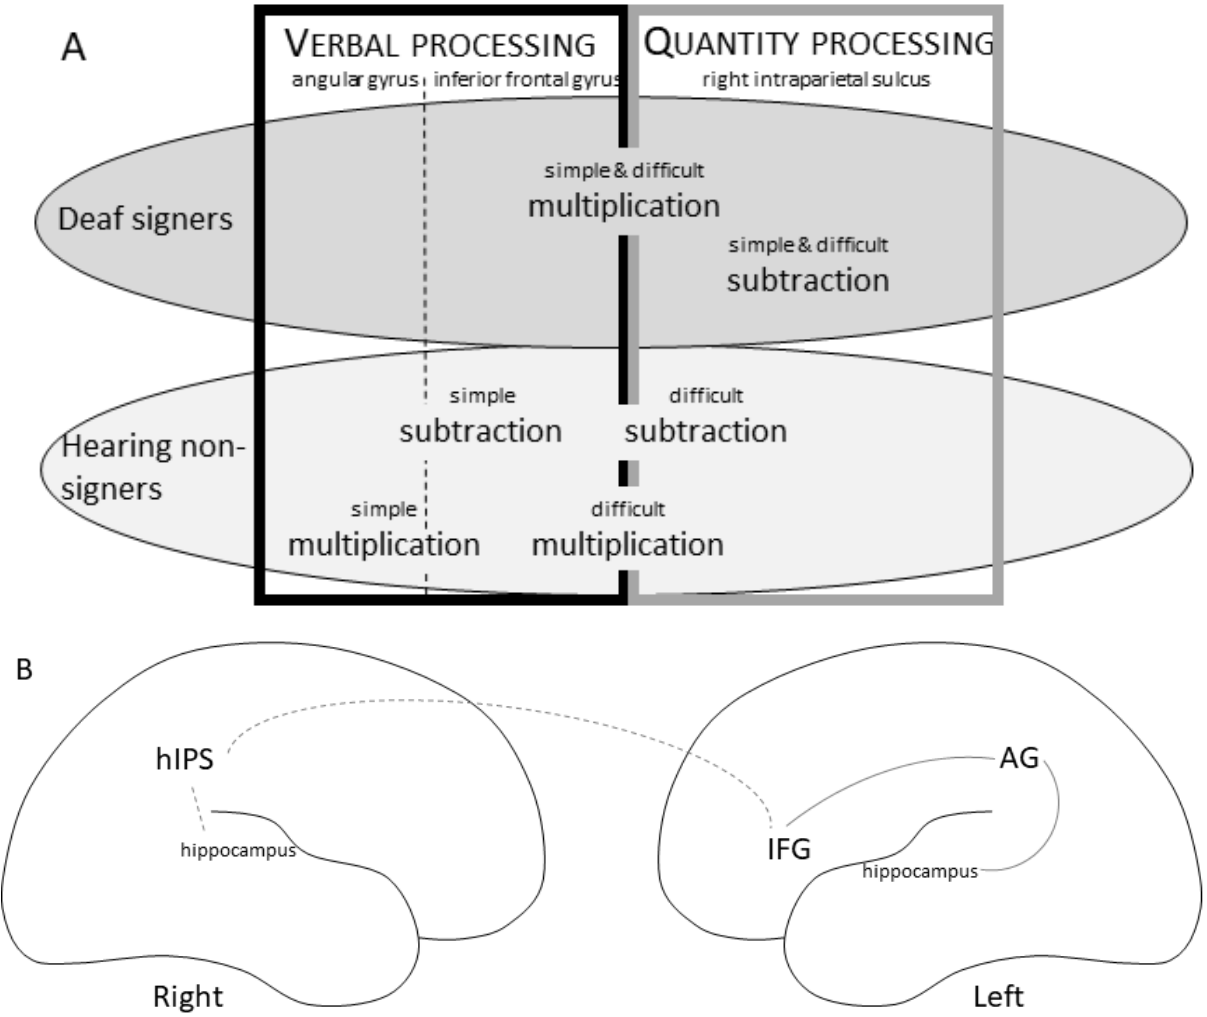 A
VERBAL PROCESSING
QUANTITY PROCESSING
angular gyrus
inferior frontal gyrus
right intraparietal sulcus
simple & difficult
multiplication
Deaf signers
simple & difficult
subtraction
simple
subtraction
difficult
subtraction
Hearing non-
signers
simple
multiplication
difficult
multiplication
B
hIPS
hippocampus
AG
IFG
hippocampus
Right
Left